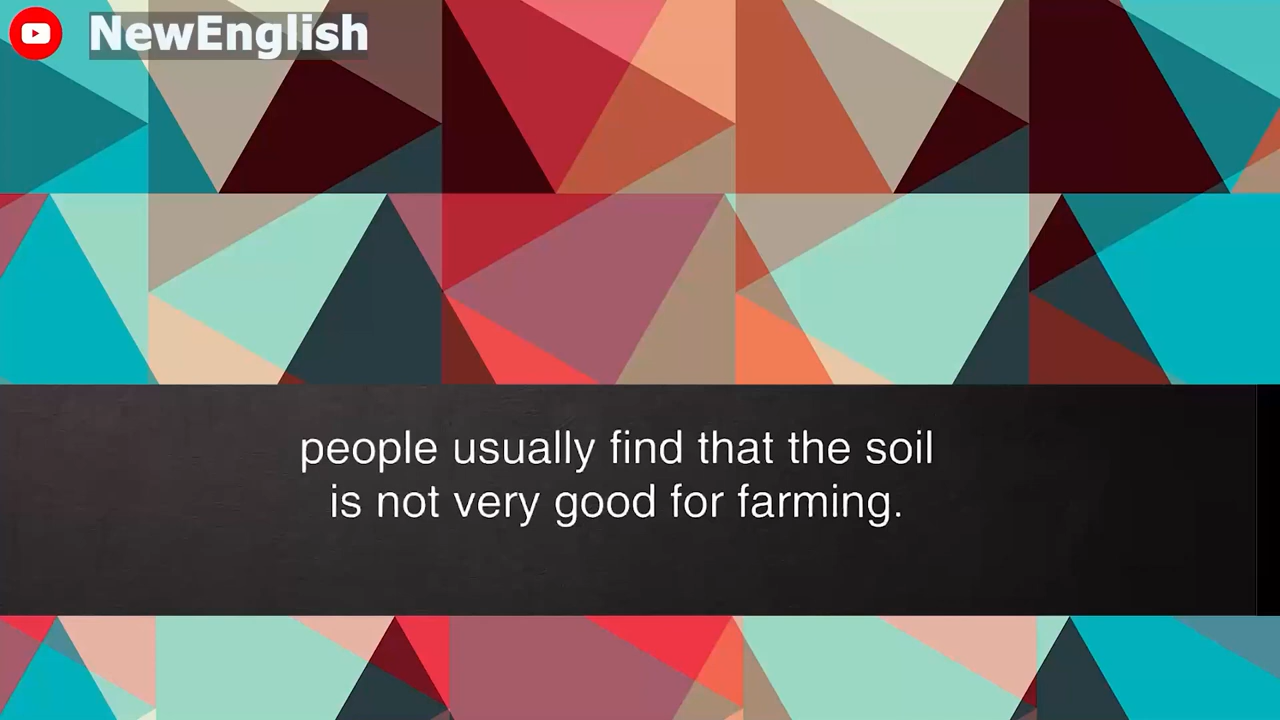 NewEnglish
people usually find that the soil
is not very good for farming.